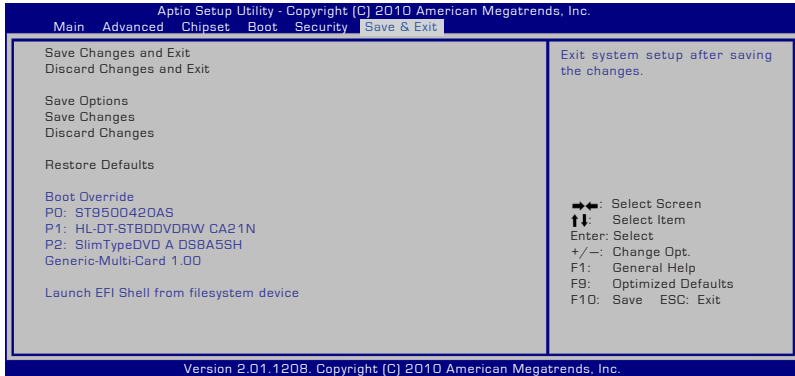 Aptio Setup Utility - Copyright (C) 2010 American Megatrends, Inc.
Main Advanced Chipset Boot Security Save & Exit
Save Changes and Exit
Discard Changes and Exit
Save Options
Save Changes
Discard Changes
Restore Defaults
Boot Override
P0: ST9500420AS
P1: HL-DT-STBDDVDRW CA21N
P2: SlimTypeDVD A DS8A5SH
Generic-Multi-Card 1.00
Launch EFI Shell from filesystem device
Exit system setup after saving
the changes.
→←: Select Screen
↑↓: Select Item
Enter: Select
+/—: Change Opt.
F1: General Help
F9: Optimized Defaults
F10: Save ESC: Exit
Version 2.01.1208. Copyright (C) 2010 American Megatrends, Inc.